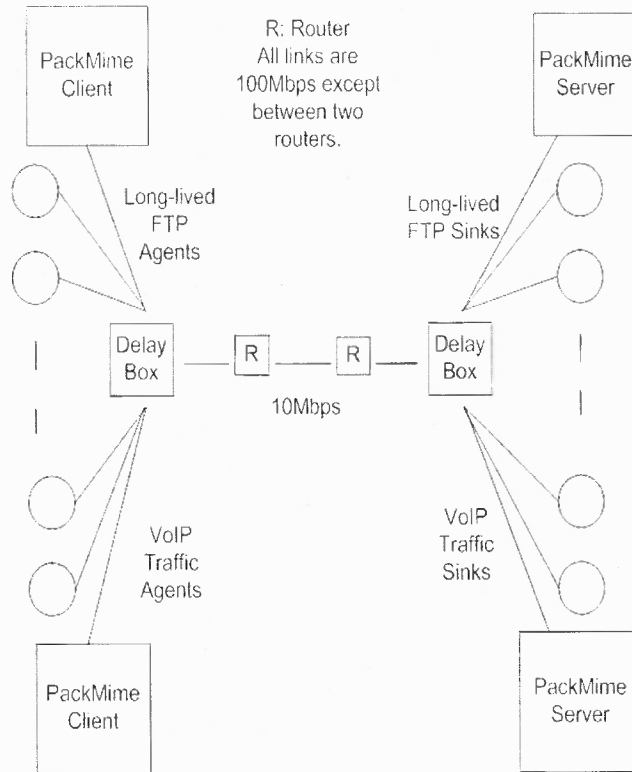 PackMime
Client
R: Router
All links are
100Mbps except
between two
routers.
PackMime
Server
Long-lived
FTP
Agents
Long-lived
FTP Sinks
Delay
Box
R
R
Delay
Box
10Mbps
VoIP
Traffic
Agents
VoIP
Traffic
Sinks
PackMime
Client
PackMime
Server